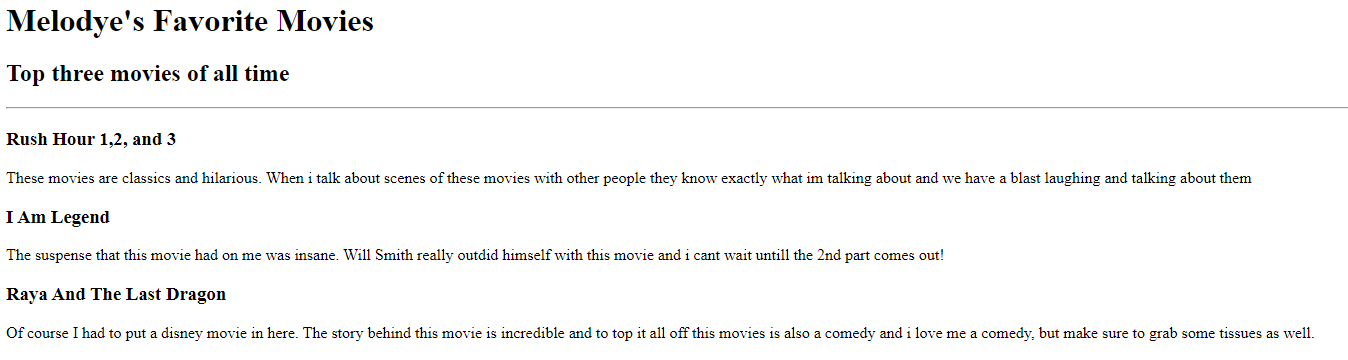 Melodye's Favorite Movies
Top three movies of all time
Rush Hour 1,2, and 3
These movies are classics and hilarious. When i talk about scenes of these movies with other people they know exactly what im talking about and we have a blast laughing and talking about them
I Am Legend
The suspense that this movie had on me was insane. Will Smith really outdid himself with this movie and i cant wait untill the 2nd part comes out!
Raya And The Last Dragon
Of course I had to put a disney movie in here. The story behind this movie is incredible and to top it all off this movies is also a comedy and i love me a comedy, but make sure to grab some tissues as well.